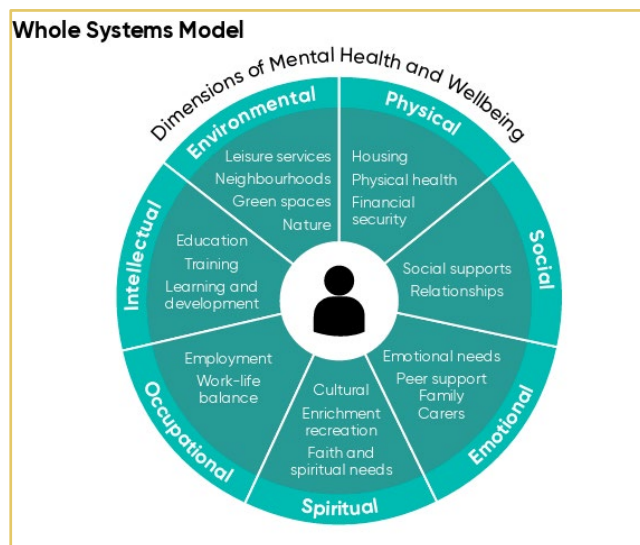 Whole Systems Model
Dimensions of Mental Health and Wellbeing
Environmental
Leisure services
Neighbourhoods
Green spaces
Nature
Physical
Housing
Physical health
Financial
security
Social
Social supports
Relationships
Emotional
Emotional needs
Peer support
Family
Carers
Spiritual
Cultural
Enrichment
recreation
Faith and
spiritual needs
Occupational
Employment
Work-life
balance
Intellectual
Education
Training
Learning and
development